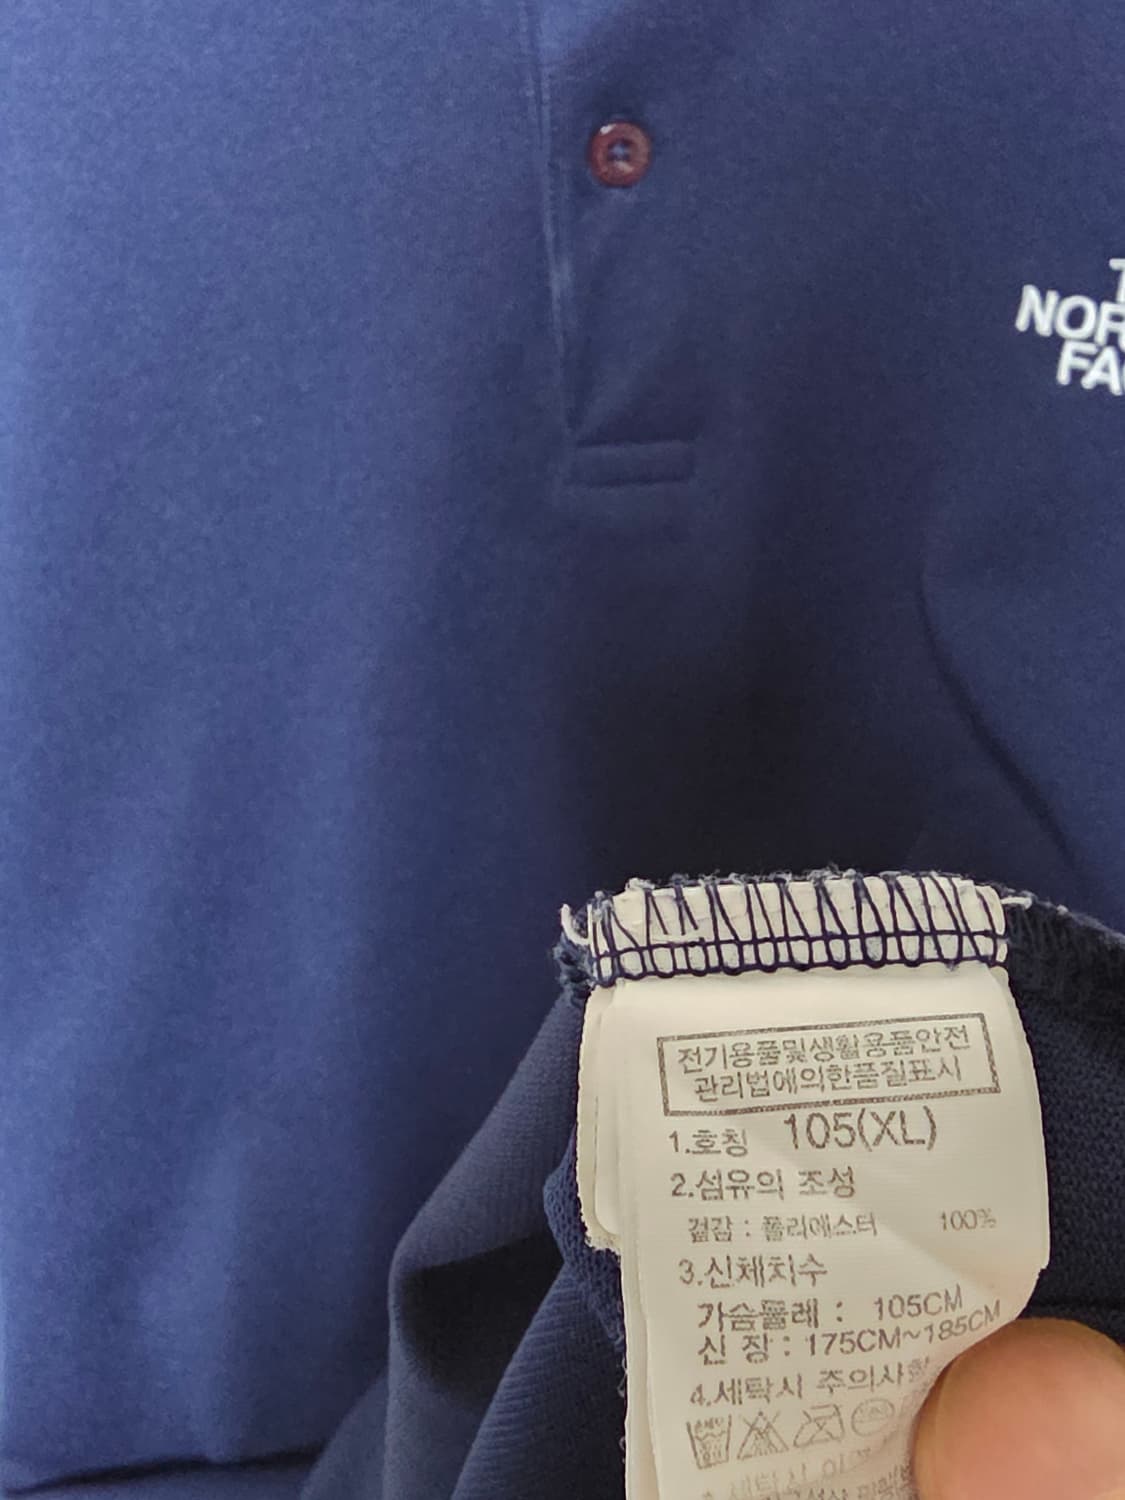 NOR
FA
전기용품및생활용품안전
관리법에의한품질표시
1.호칭 105(XL)
2.섬유의 조성
겉감 : 폴리에스터 100%
3.신체치수
가슴둘레 : 105CM
신 장 : 175CM~185CM
4.세탁시 주의사항